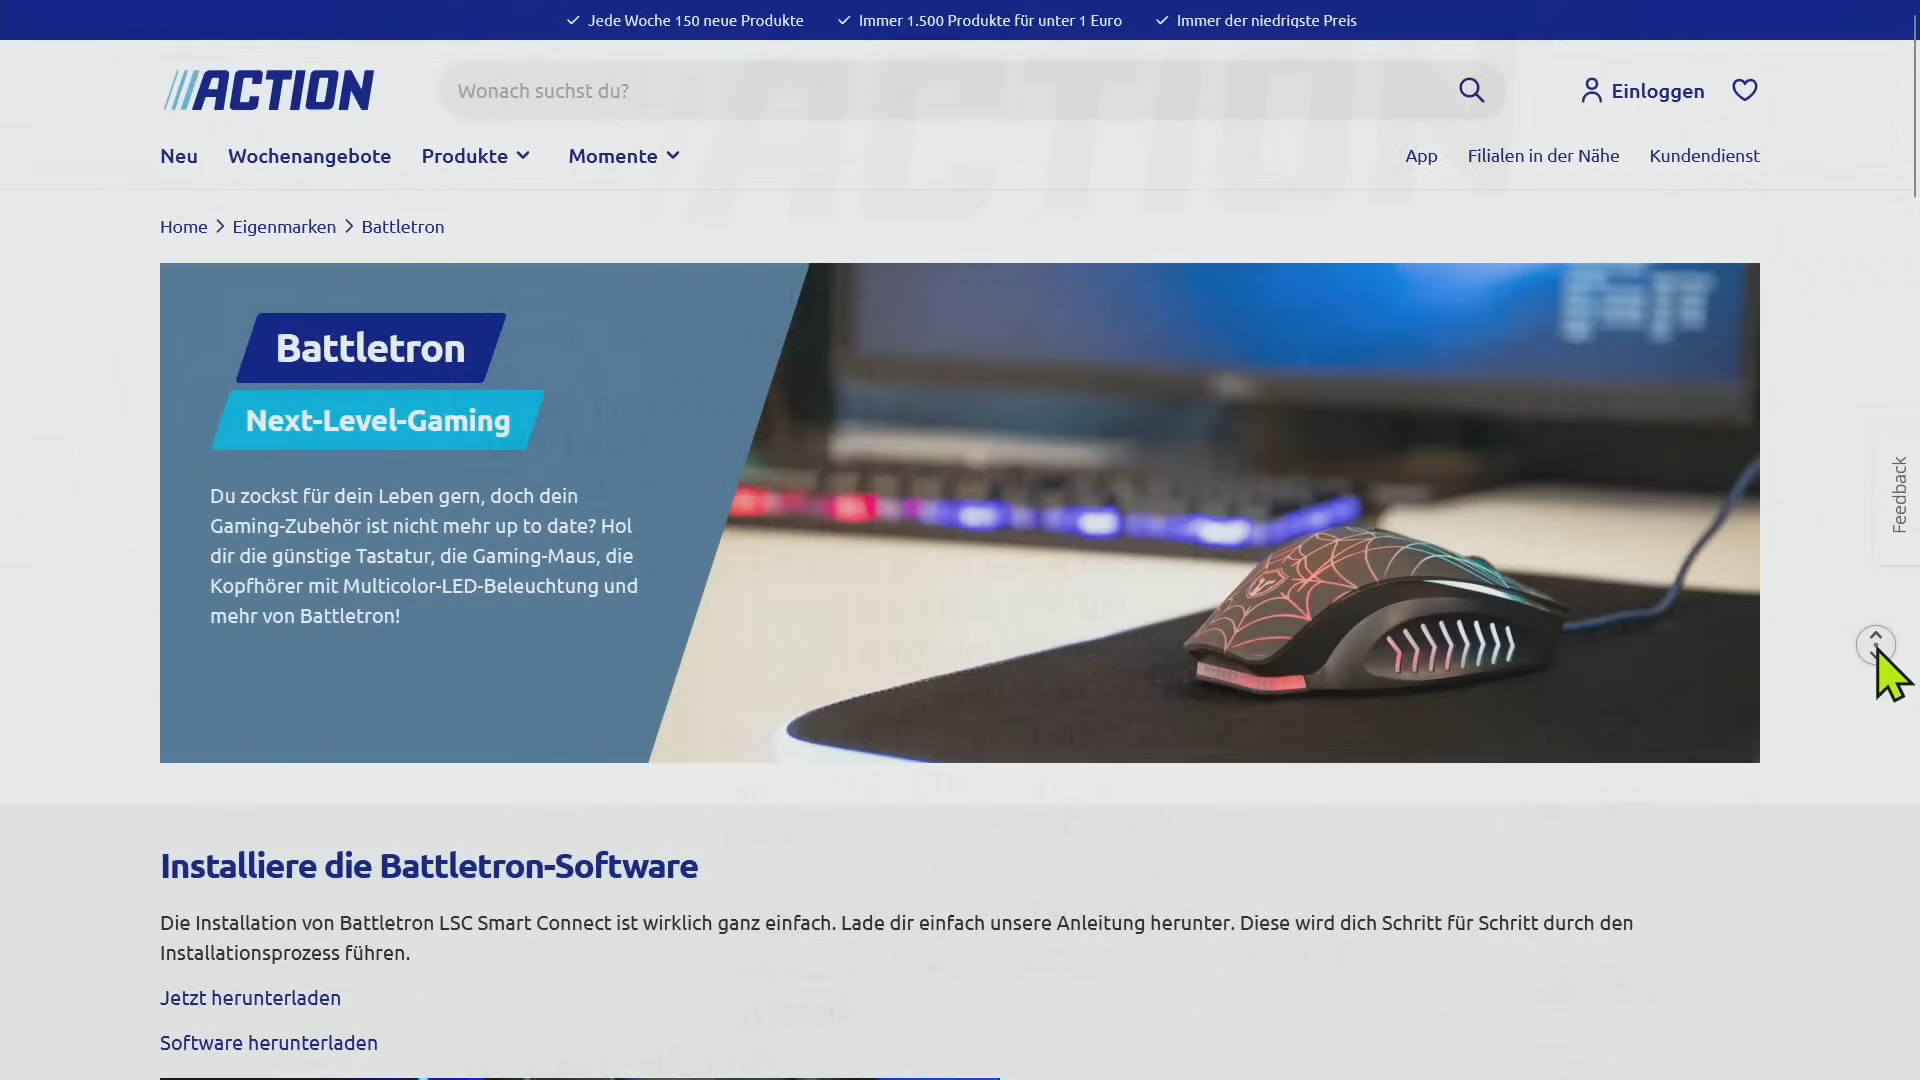 Jede Woche 150 neue Produkte
Immer 1.500 Produkte für unter 1 Euro
Immer der niedrigste Preis
ACTION
Wonach suchst du?
Einloggen
Neu
Wochenangebote
Produkte
Momente
App
Filialen in der Nähe
Kundendienst
Home
Eigenmarken
Battletron
Battletron
Next-Level-Gaming
Du zockst für dein Leben gern, doch dein
Gaming-Zubehör ist nicht mehr up to date? Hol
dir die günstige Tastatur, die Gaming-Maus, die
Kopfhörer mit Multicolor-LED-Beleuchtung und
mehr von Battletron!
Feedback
Installiere die Battletron-Software
Die Installation von Battletron LSC Smart Connect ist wirklich ganz einfach. Lade dir einfach unsere Anleitung herunter. Diese wird dich Schritt für Schritt durch den
Installationsprozess führen.
Jetzt herunterladen
Software herunterladen